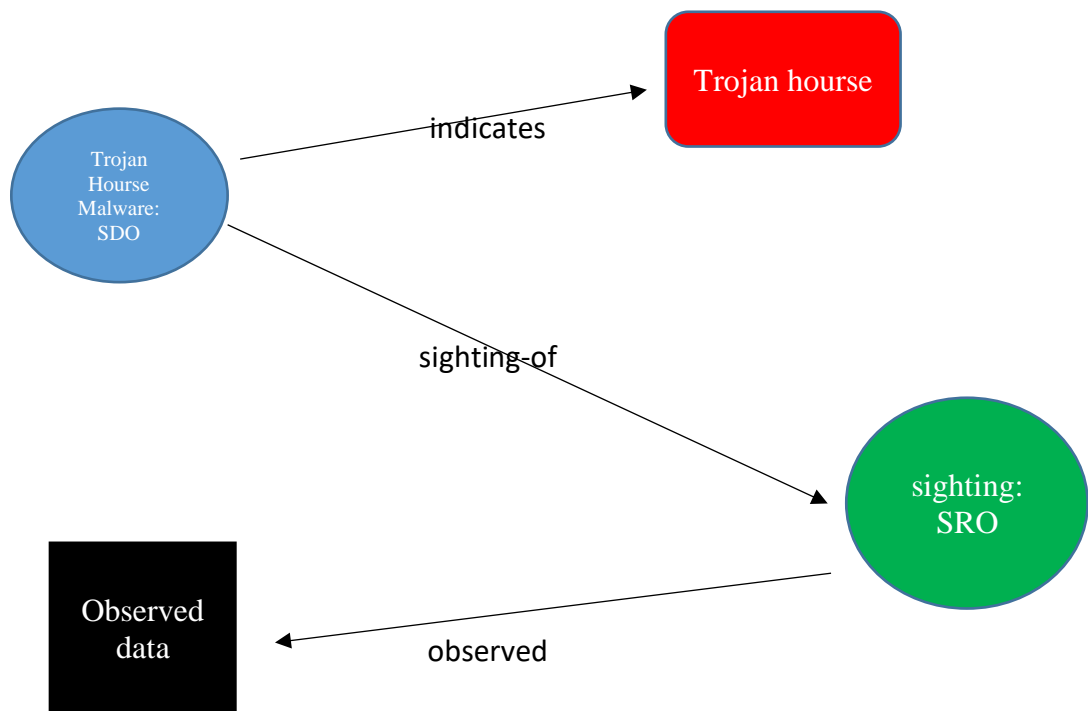 Trojan hourse
indicates
Trojan
Hourse
Malware:
SDO
sighting-of
sighting:
SRO
Observed
data
observed